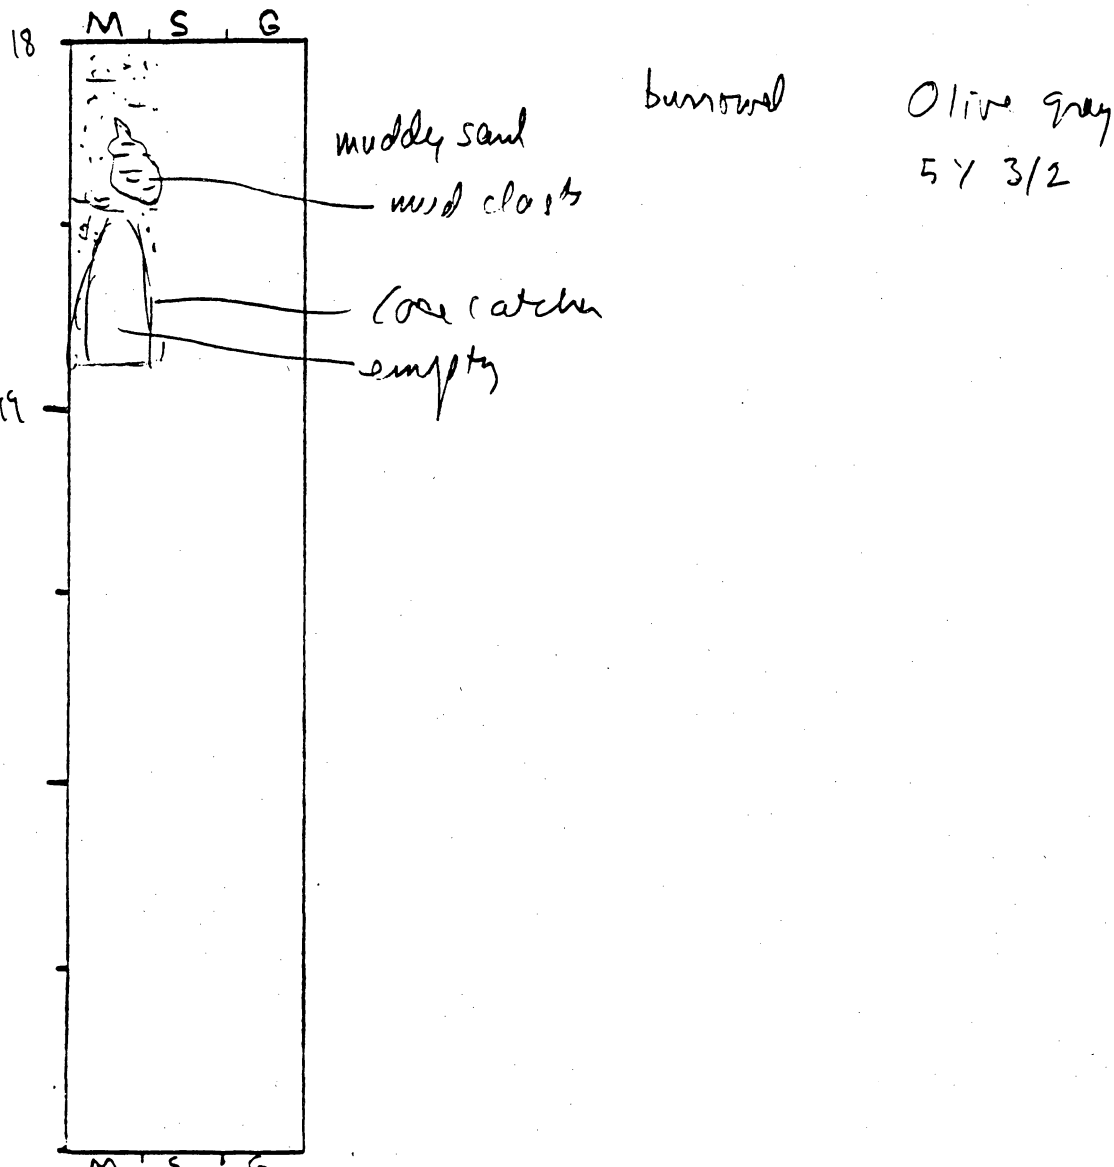 M S G
18
burrowed Olive gray
muddy sand
5Y 3/2
mud clasts
core catcher
empty
19
M S G